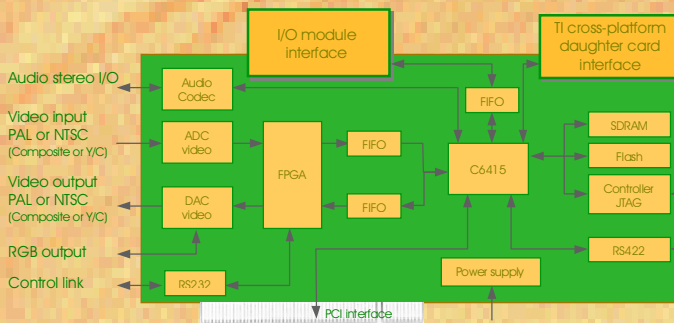 I/O module
interface
TI cross-platform
daughter card
interface
Audio stereo I/O
Audio
Codec
FIFO
Video input
PAL or NTSC
(Composite or Y/C)
ADC
video
FIFO
SDRAM
Flash
FPGA
C6415
Video output
PAL or NTSC
(Composite or Y/C)
DAC
video
FIFO
Controller
JTAG
RGB output
RS422
Control link
RS232
Power supply
PCI interface